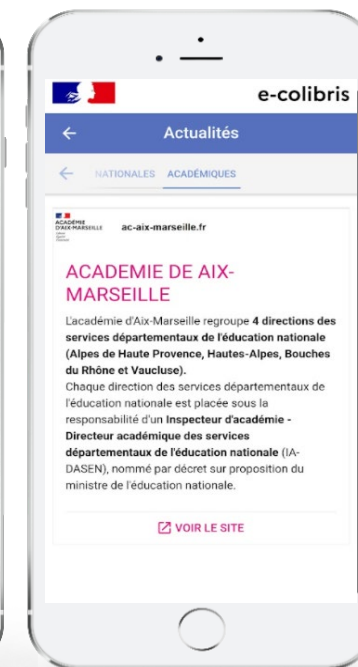 e-colibris
Actualités
NATIONALES ACADÉMIQUES
ACADÉMIE
D'AIX-MARSEILLE
ac-aix-marseille.fr
ACADEMIE DE AIX-
MARSEILLE
L'académie d'Aix-Marseille regroupe 4 directions des
services départementaux de l'éducation nationale
(Alpes de Haute Provence, Hautes-Alpes, Bouches
du Rhône et Vaucluse).
Chaque direction des services départementaux de
l'éducation nationale est placée sous la
responsabilité d'un Inspecteur d'académie -
Directeur académique des services
départementaux de l'éducation nationale (IA-
DASEN), nommé par décret sur proposition du
ministre de l'éducation nationale.
VOIR LE SITE